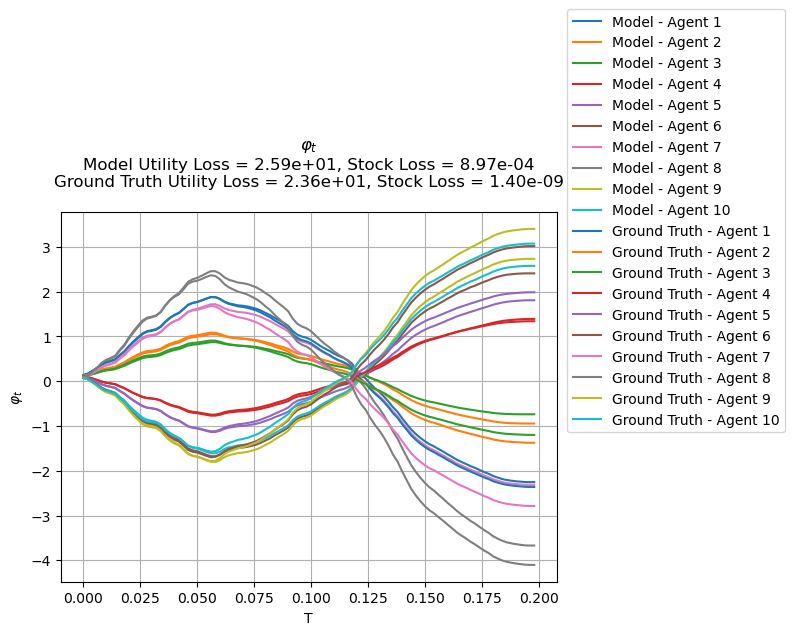 φₜ
Model Utility Loss = 2.59e+01, Stock Loss = 8.97e-04
Ground Truth Utility Loss = 2.36e+01, Stock Loss = 1.40e-09
φₜ
3
2
1
0
−1
−2
−3
−4
0.000 0.025 0.050 0.075 0.100 0.125 0.150 0.175 0.200
T
Model - Agent 1
Model - Agent 2
Model - Agent 3
Model - Agent 4
Model - Agent 5
Model - Agent 6
Model - Agent 7
Model - Agent 8
Model - Agent 9
Model - Agent 10
Ground Truth - Agent 1
Ground Truth - Agent 2
Ground Truth - Agent 3
Ground Truth - Agent 4
Ground Truth - Agent 5
Ground Truth - Agent 6
Ground Truth - Agent 7
Ground Truth - Agent 8
Ground Truth - Agent 9
Ground Truth - Agent 10